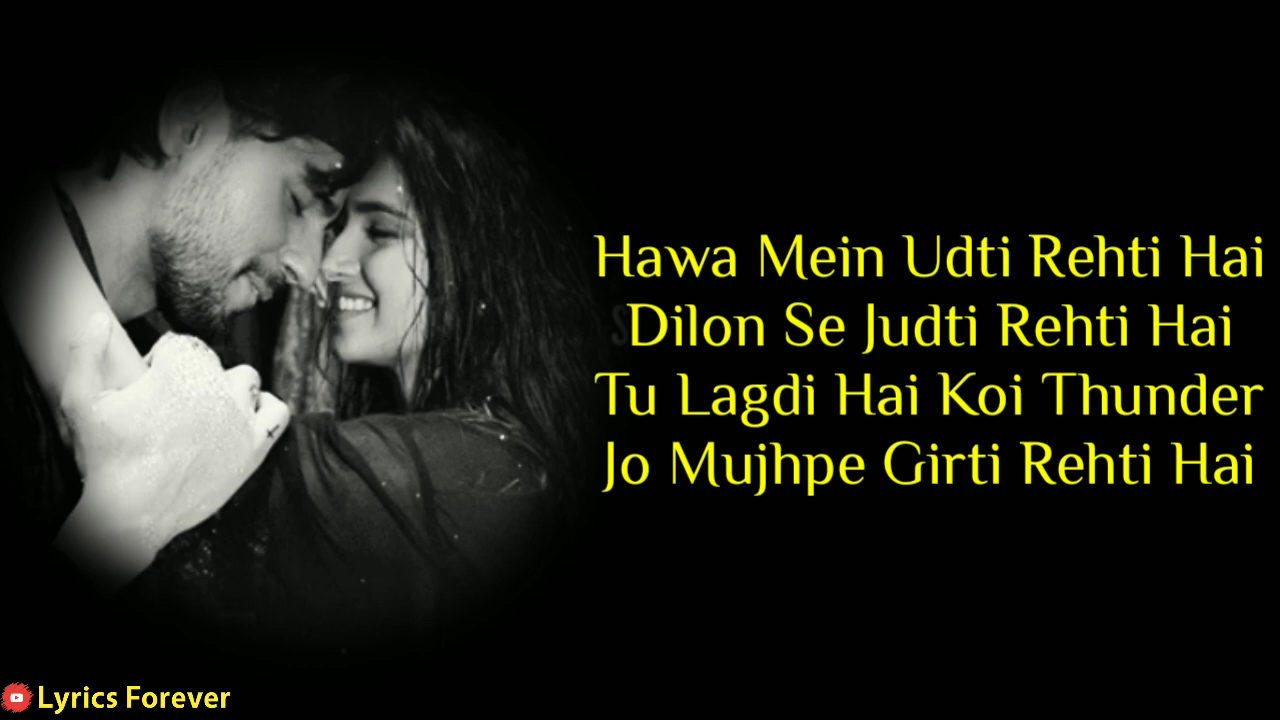 Hawa Mein Udti Rehti Hai
Dilon Se Judti Rehti Hai
Tu Lagdi Hai Koi Thunder
Jo Mujhpe Girti Rehti Hai
Lyrics Forever